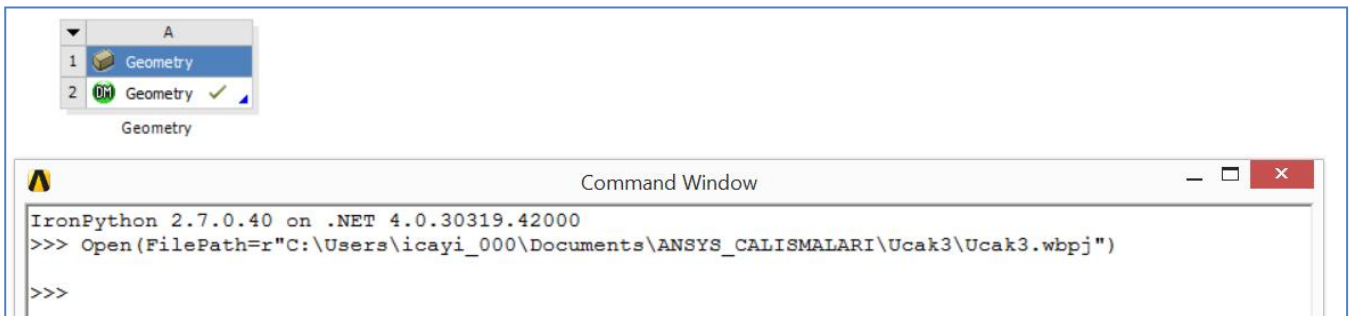 A
1 Geometry
2 DM Geometry
Geometry
Command Window
IronPython 2.7.0.40 on .NET 4.0.30319.42000
>>> Open(FilePath=r"C:\Users\icayi_000\Documents\ANSYS_CALISMALARI\Ucak3\Ucak3.wbpj")
>>>